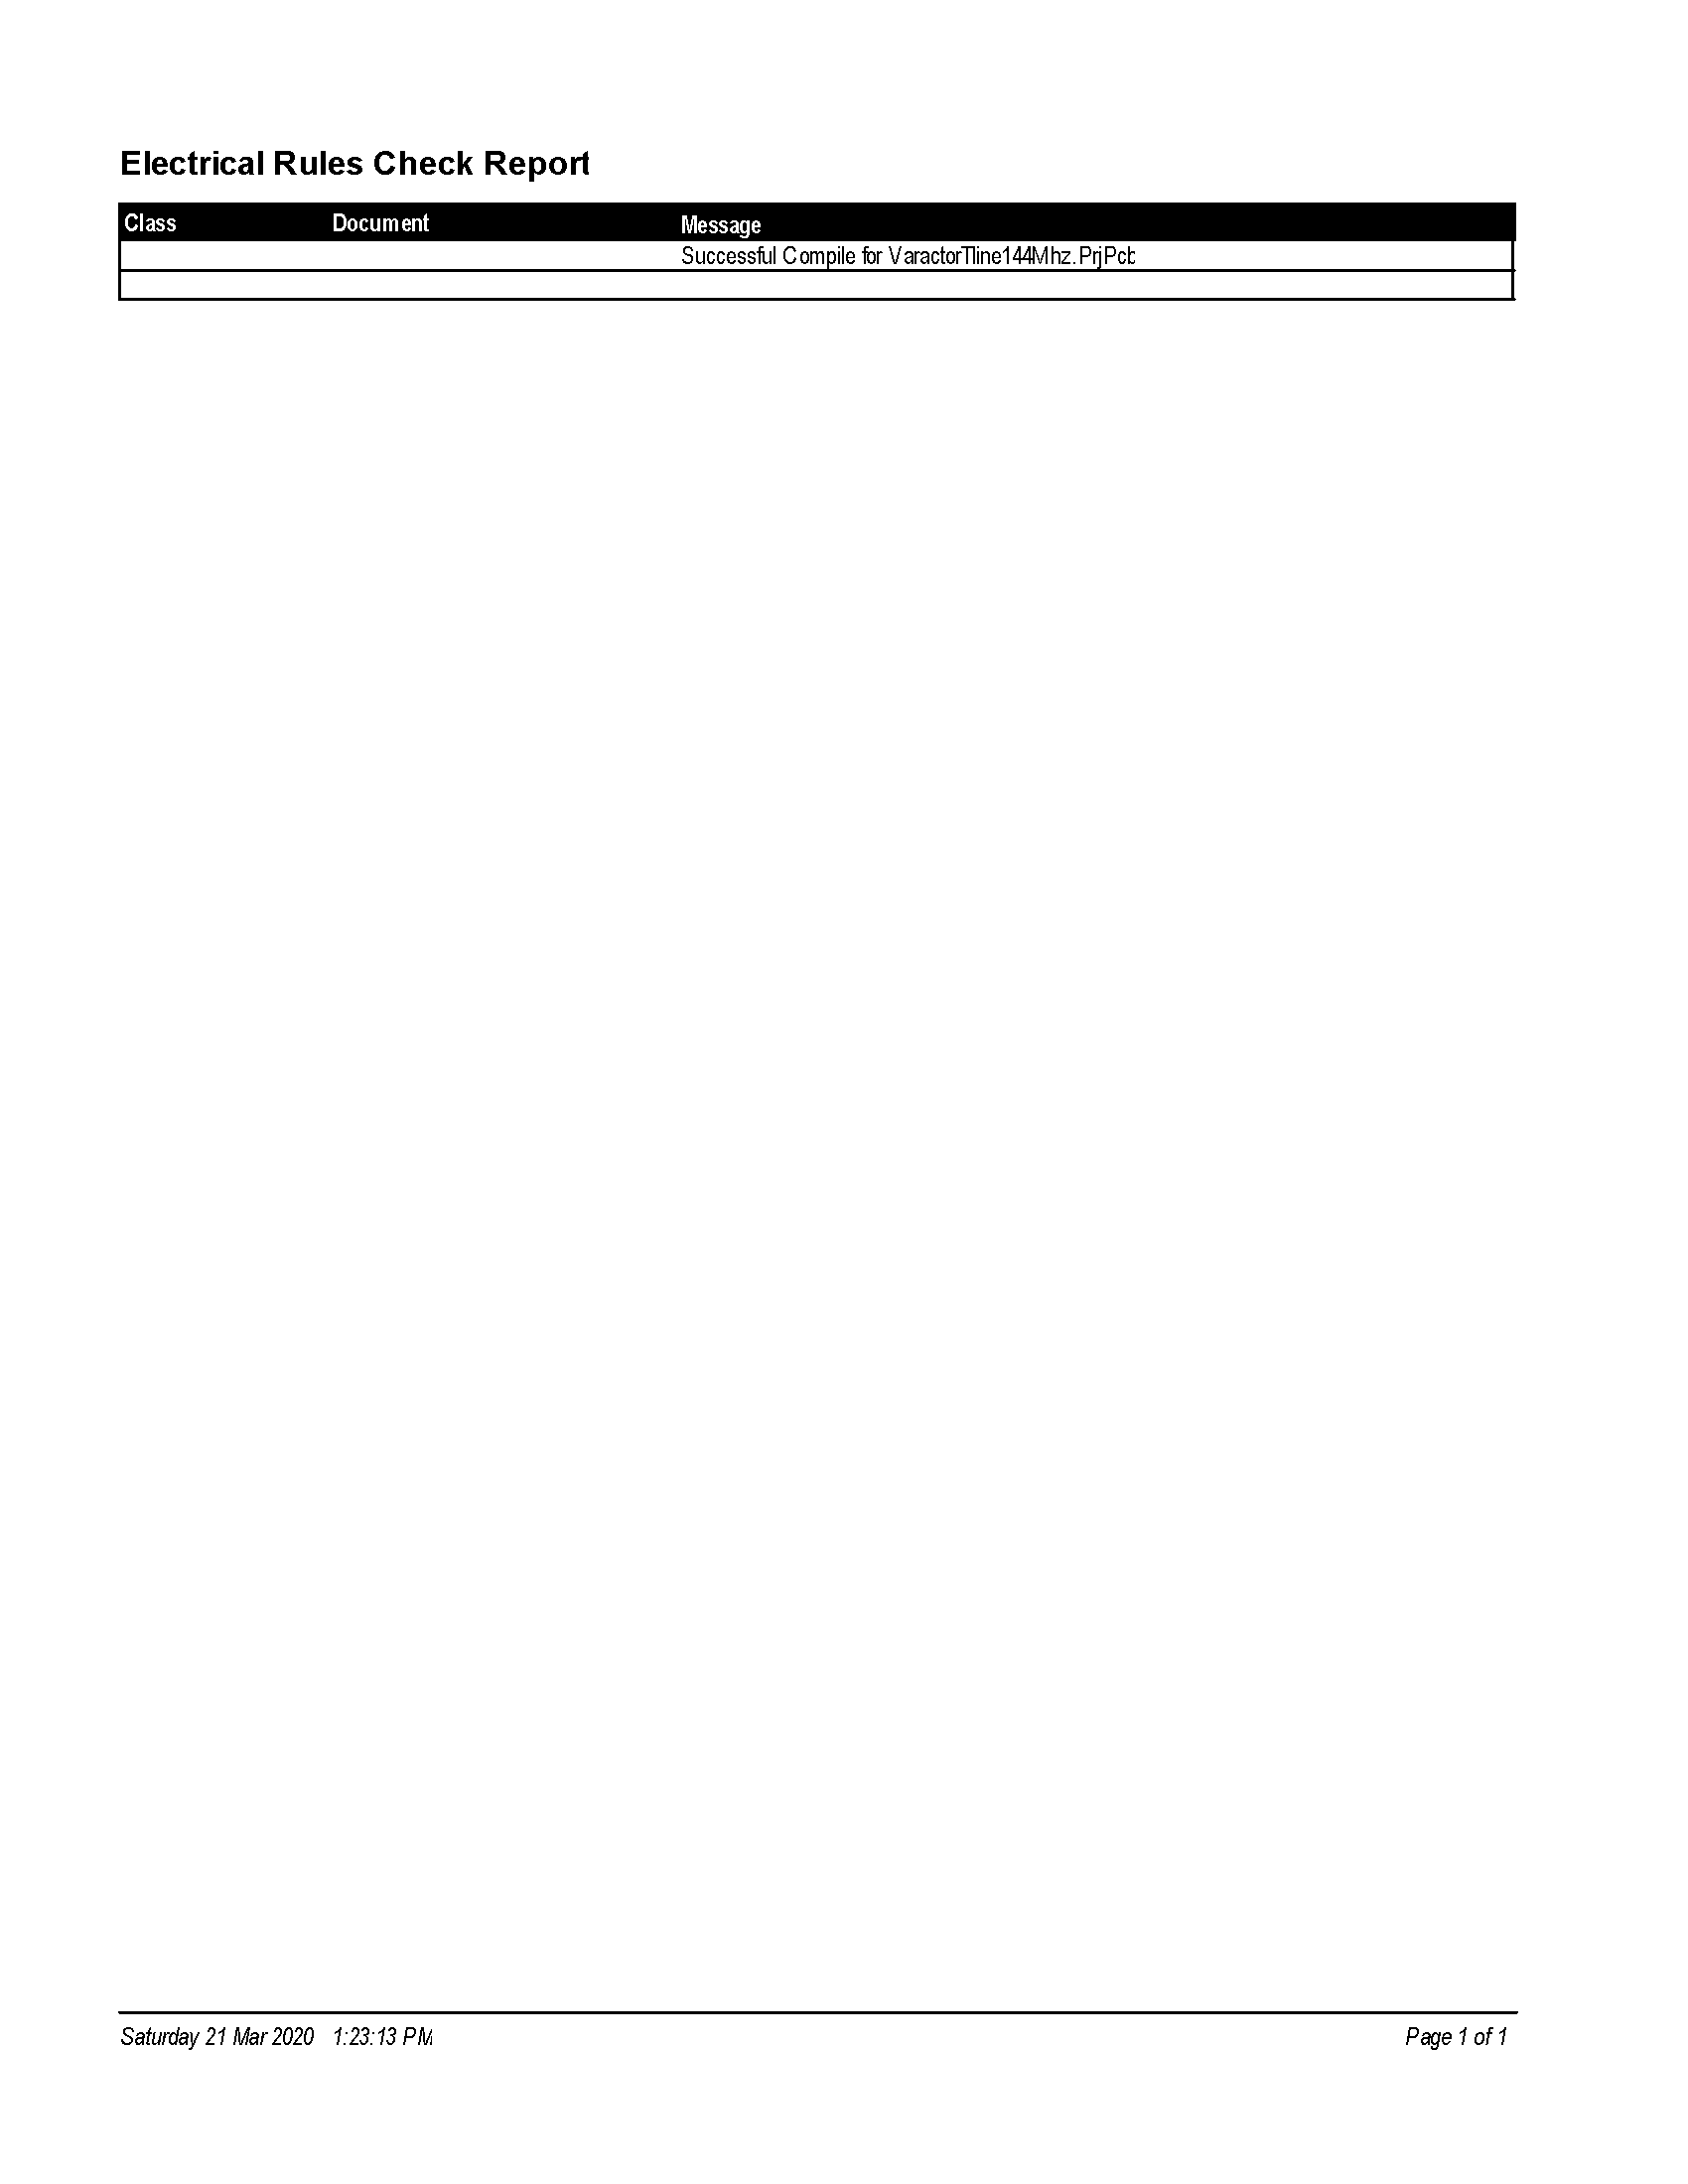 Electrical Rules Check Report
Class Document Message
Successful Compile for VaractorTline144Mhz.PrjPcb
Saturday 21 Mar 2020 1:23:13 PM Page 1 of 1